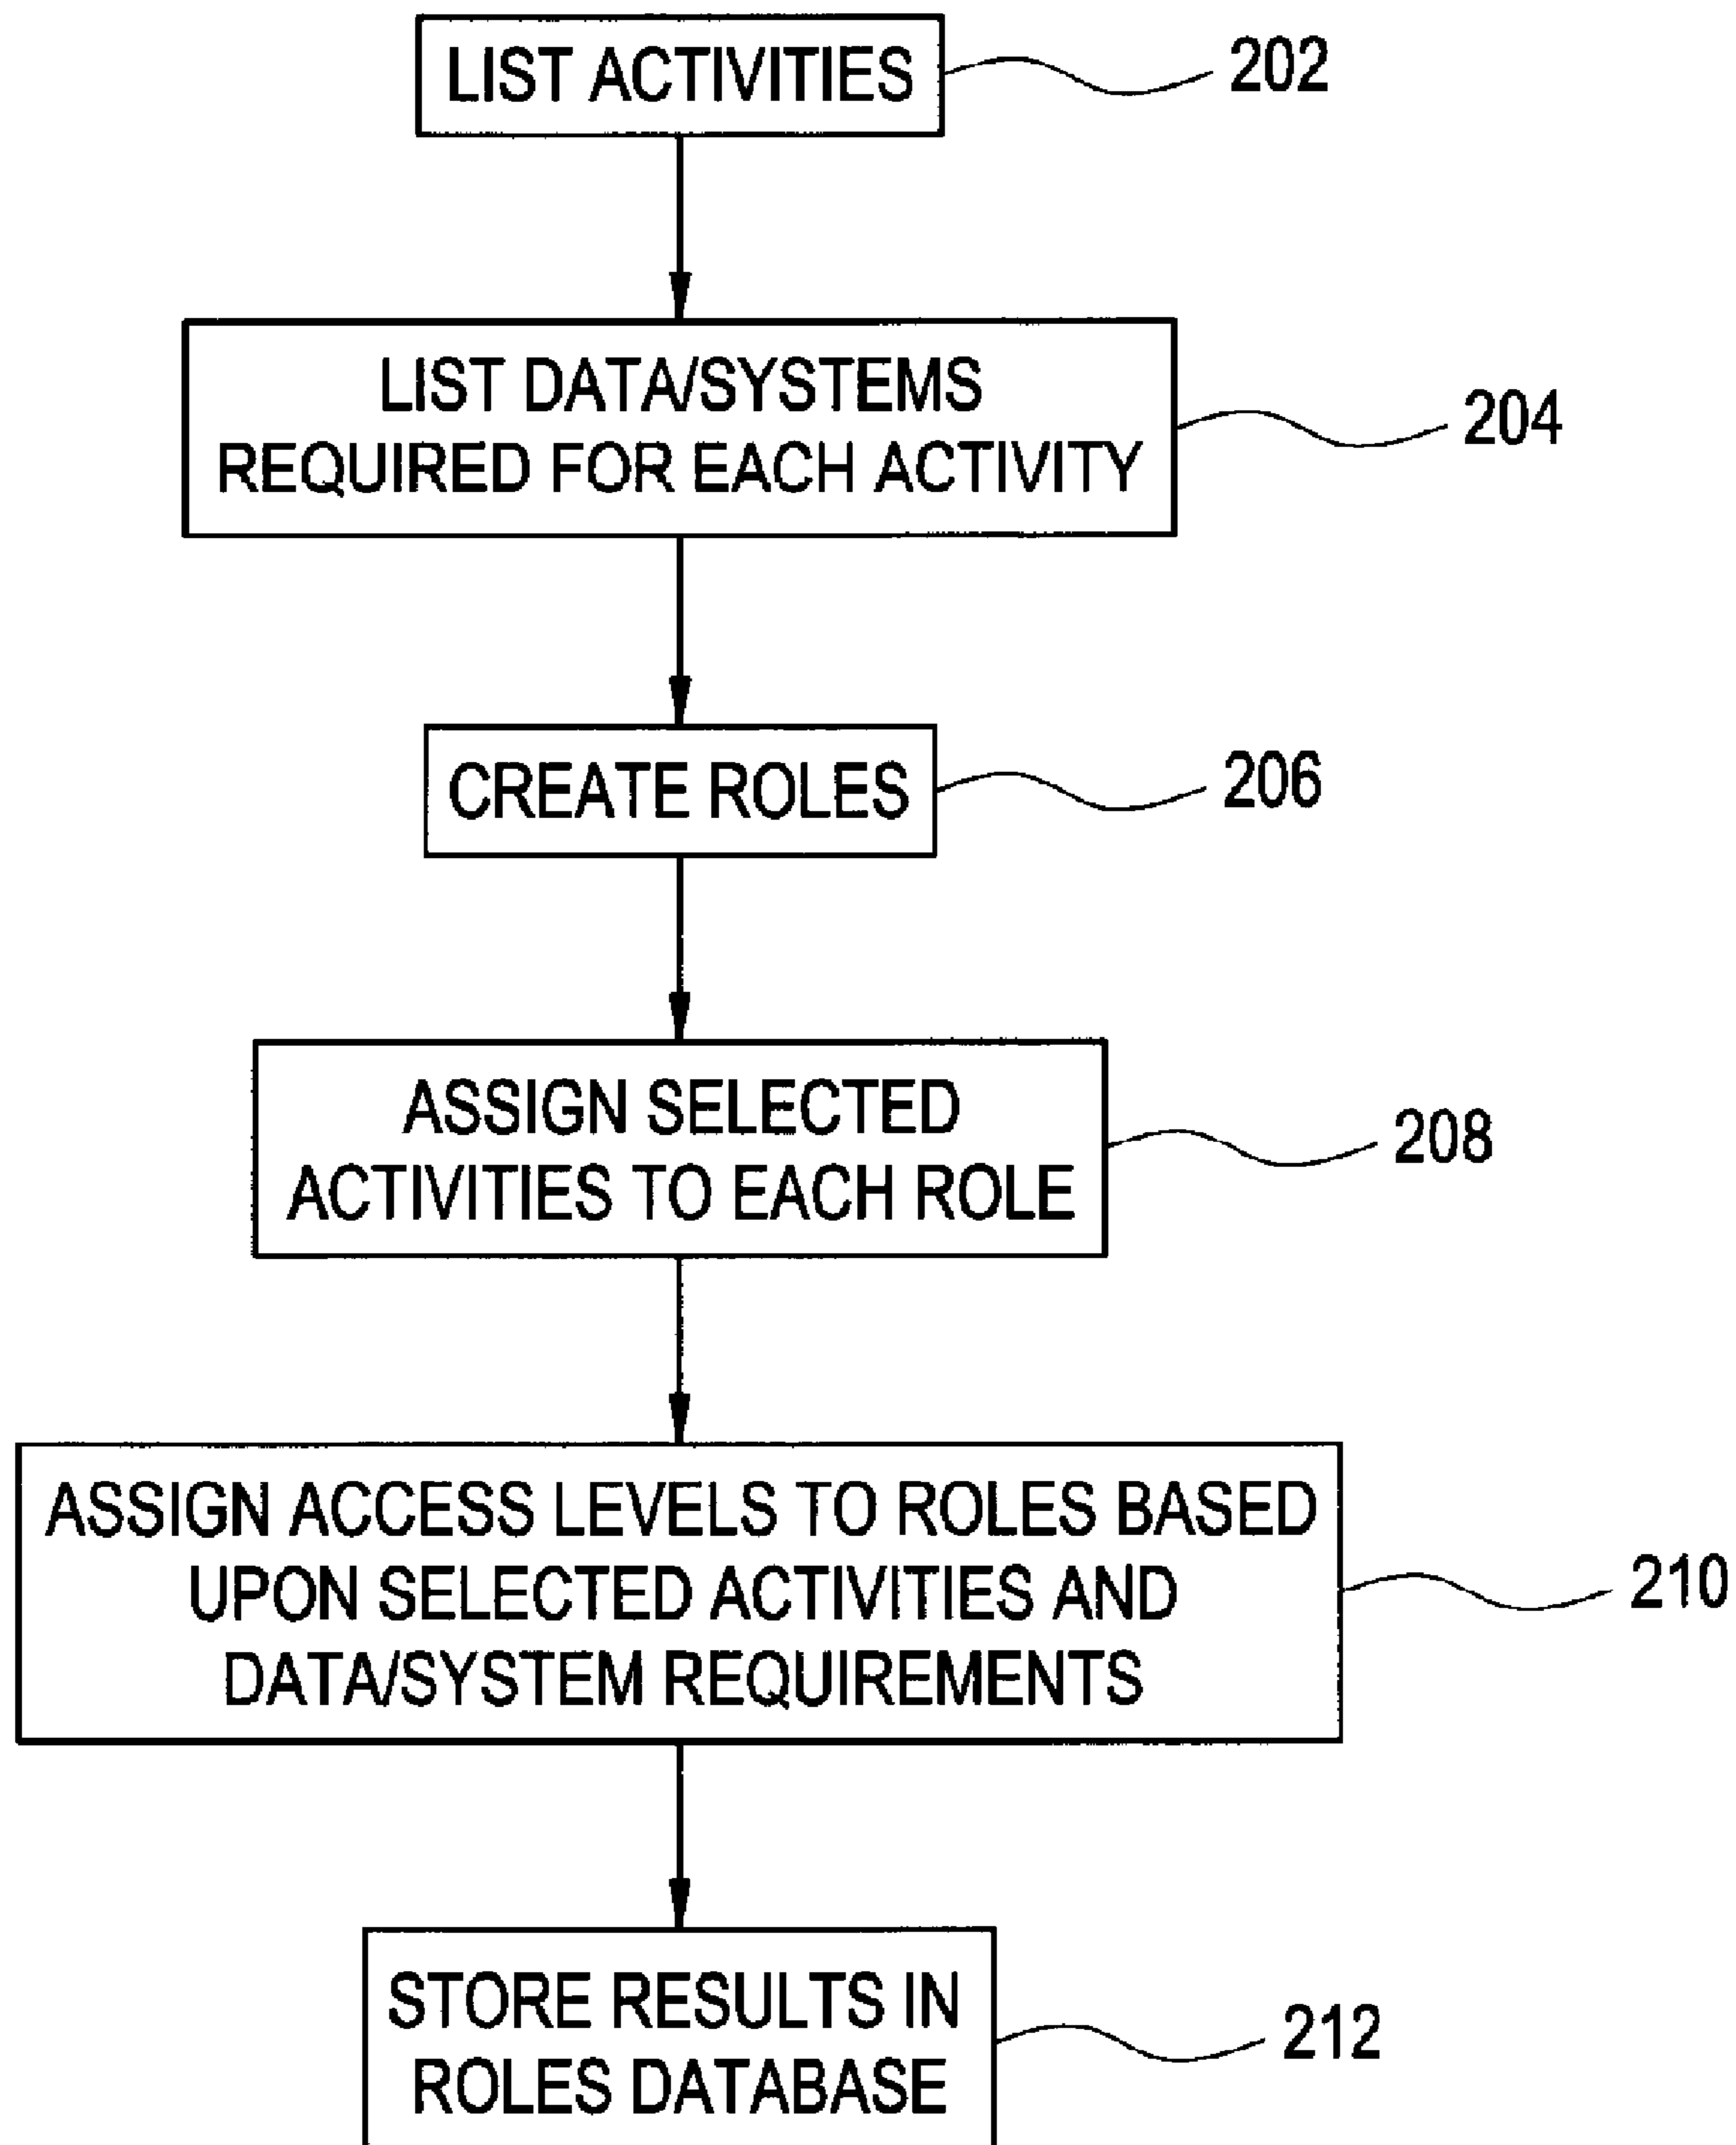 LIST ACTIVITIES
202
LIST DATA/SYSTEMS
REQUIRED FOR EACH ACTIVITY
204
CREATE ROLES
206
ASSIGN SELECTED
ACTIVITIES TO EACH ROLE
208
ASSIGN ACCESS LEVELS TO ROLES BASED
UPON SELECTED ACTIVITIES AND
DATA/SYSTEM REQUIREMENTS
210
STORE RESULTS IN
ROLES DATABASE
212